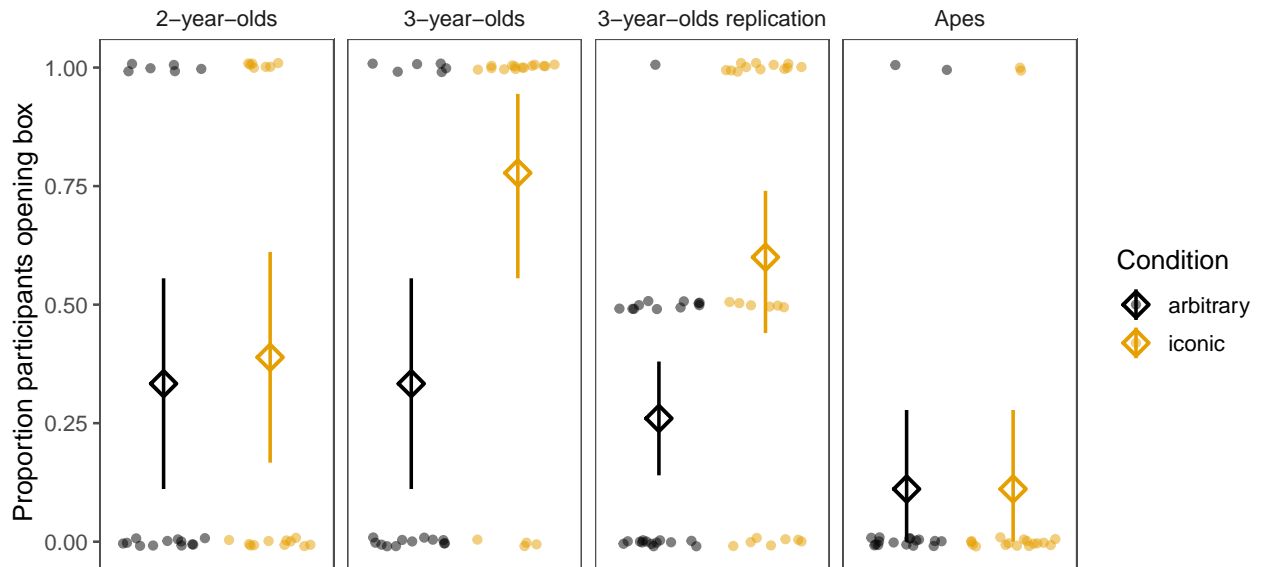 2−year−olds
3−year−olds
3−year−olds replication
Apes
Proportion participants opening box
1.00
0.75
0.50
0.25
0.00
Condition
arbitrary
iconic